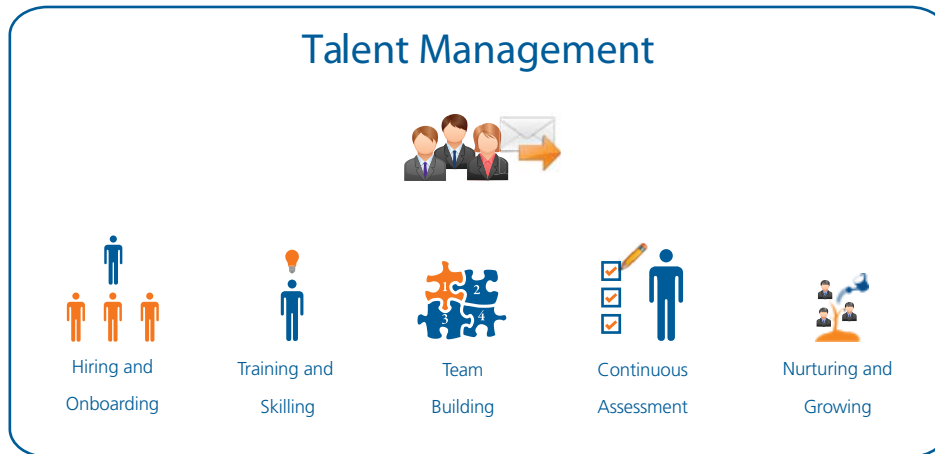 Talent Management
1
2
3
4
Hiring and
Onboarding
Training and
Skilling
Team
Building
Continuous
Assessment
Nurturing and
Growing